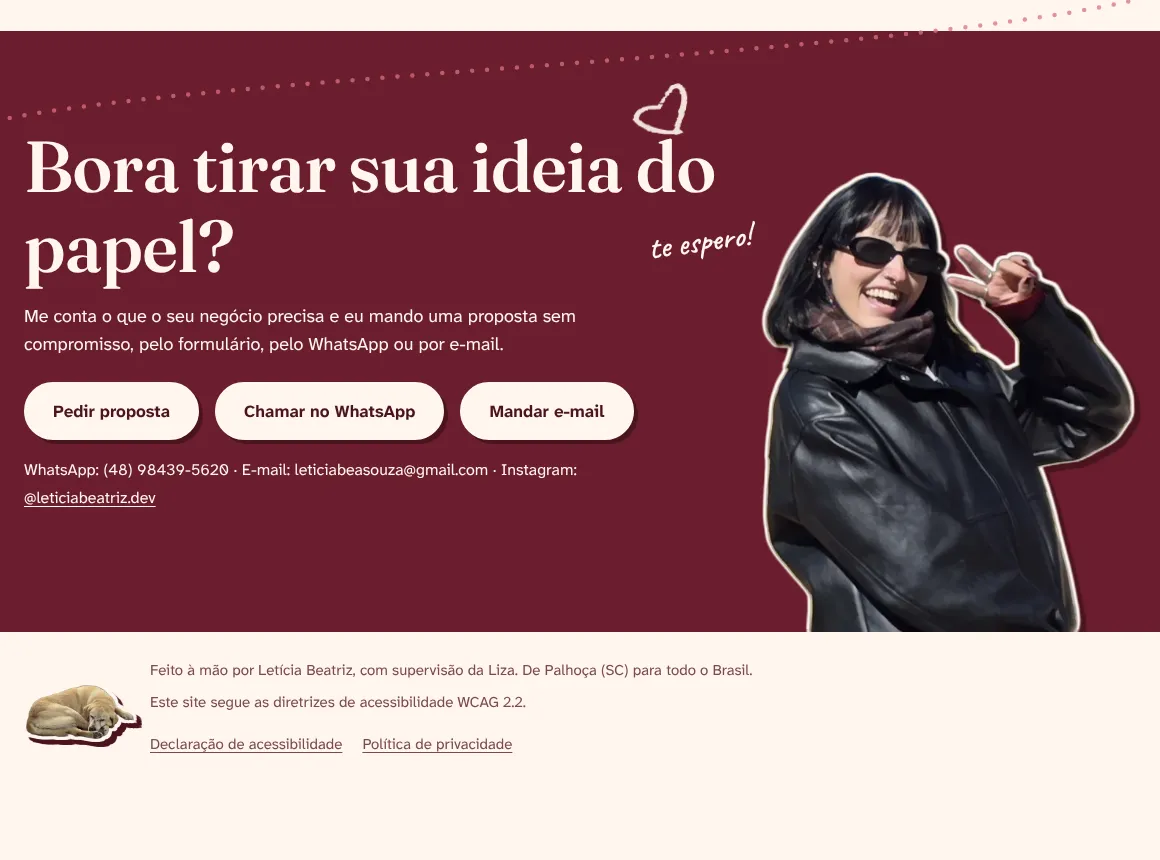 Bora tirar sua ideia do
papel?
te espero!
Me conta o que o seu negócio precisa e eu mando uma proposta sem
compromisso, pelo formulário, pelo WhatsApp ou por e-mail.
Pedir proposta
Chamar no WhatsApp
Mandar e-mail
WhatsApp: (48) 98439-5620 · E-mail: leticiabeasouza@gmail.com · Instagram:
@leticiabeatriz.dev
Feito à mão por Letícia Beatriz, com supervisão da Liza. De Palhoça (SC) para todo o Brasil.
Este site segue as diretrizes de acessibilidade WCAG 2.2.
Declaração de acessibilidade Política de privacidade